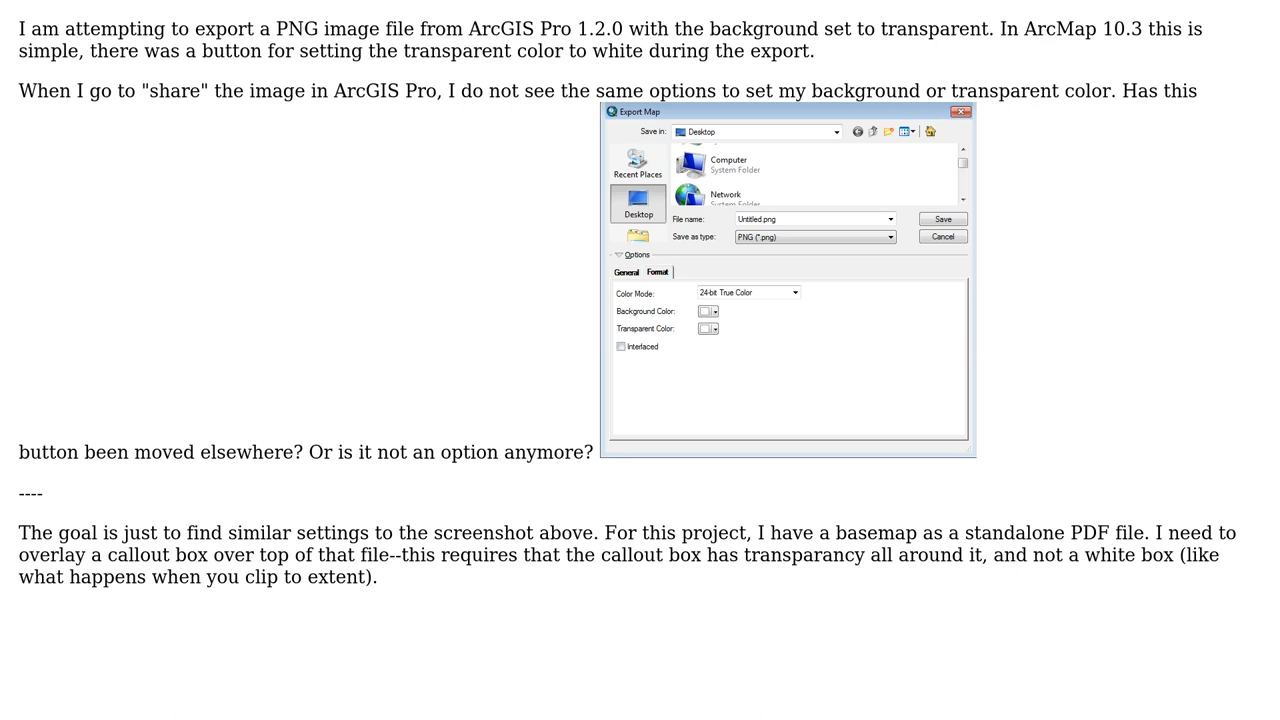 I am attempting to export a PNG image file from ArcGIS Pro 1.2.0 with the background set to transparent. In ArcMap 10.3 this is
simple, there was a button for setting the transparent color to white during the export.
When I go to "share" the image in ArcGIS Pro, I do not see the same options to set my background or transparent color. Has this
Export Map
Save in:
Desktop
Computer
System Folder
Recent Places
Network
System Folder
Desktop
File name:
Untitled.png
Save
Save as type:
PNG (*.png)
Cancel
Options
General
Format
Color Mode:
24-bit True Color
Background Color:
Transparent Color:
Interlaced
button been moved elsewhere? Or is it not an option anymore?
----
The goal is just to find similar settings to the screenshot above. For this project, I have a basemap as a standalone PDF file. I need to
overlay a callout box over top of that file--this requires that the callout box has transparancy all around it, and not a white box (like
what happens when you clip to extent).